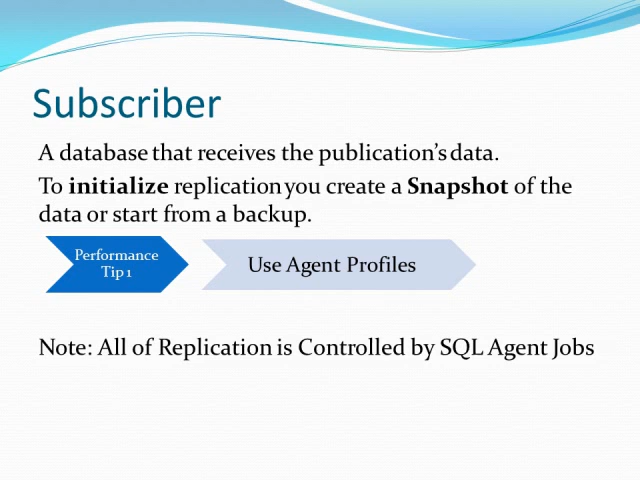 Subscriber
A database that receives the publication's data.
To initialize replication you create a Snapshot of the
data or start from a backup.
Performance
Tip 1
Use Agent Profiles
Note: All of Replication is Controlled by SQL Agent Jobs